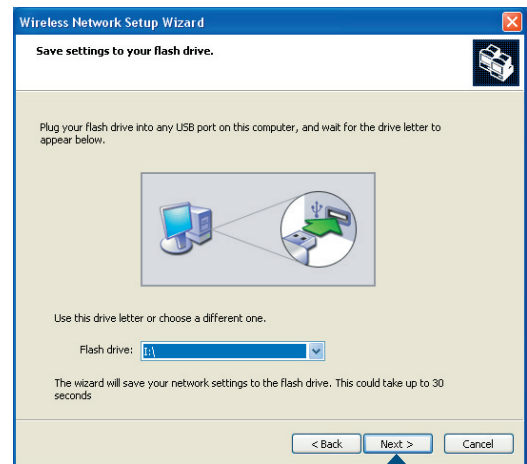 Wireless Network Setup Wizard
Save settings to your flash drive.
Plug your flash drive into any USB port on this computer, and wait for the drive letter to
appear below.
Use this drive letter or choose a different one.
Flash drive: I:\
The wizard will save your network settings to the flash drive. This could take up to 30
seconds
< Back Next > Cancel